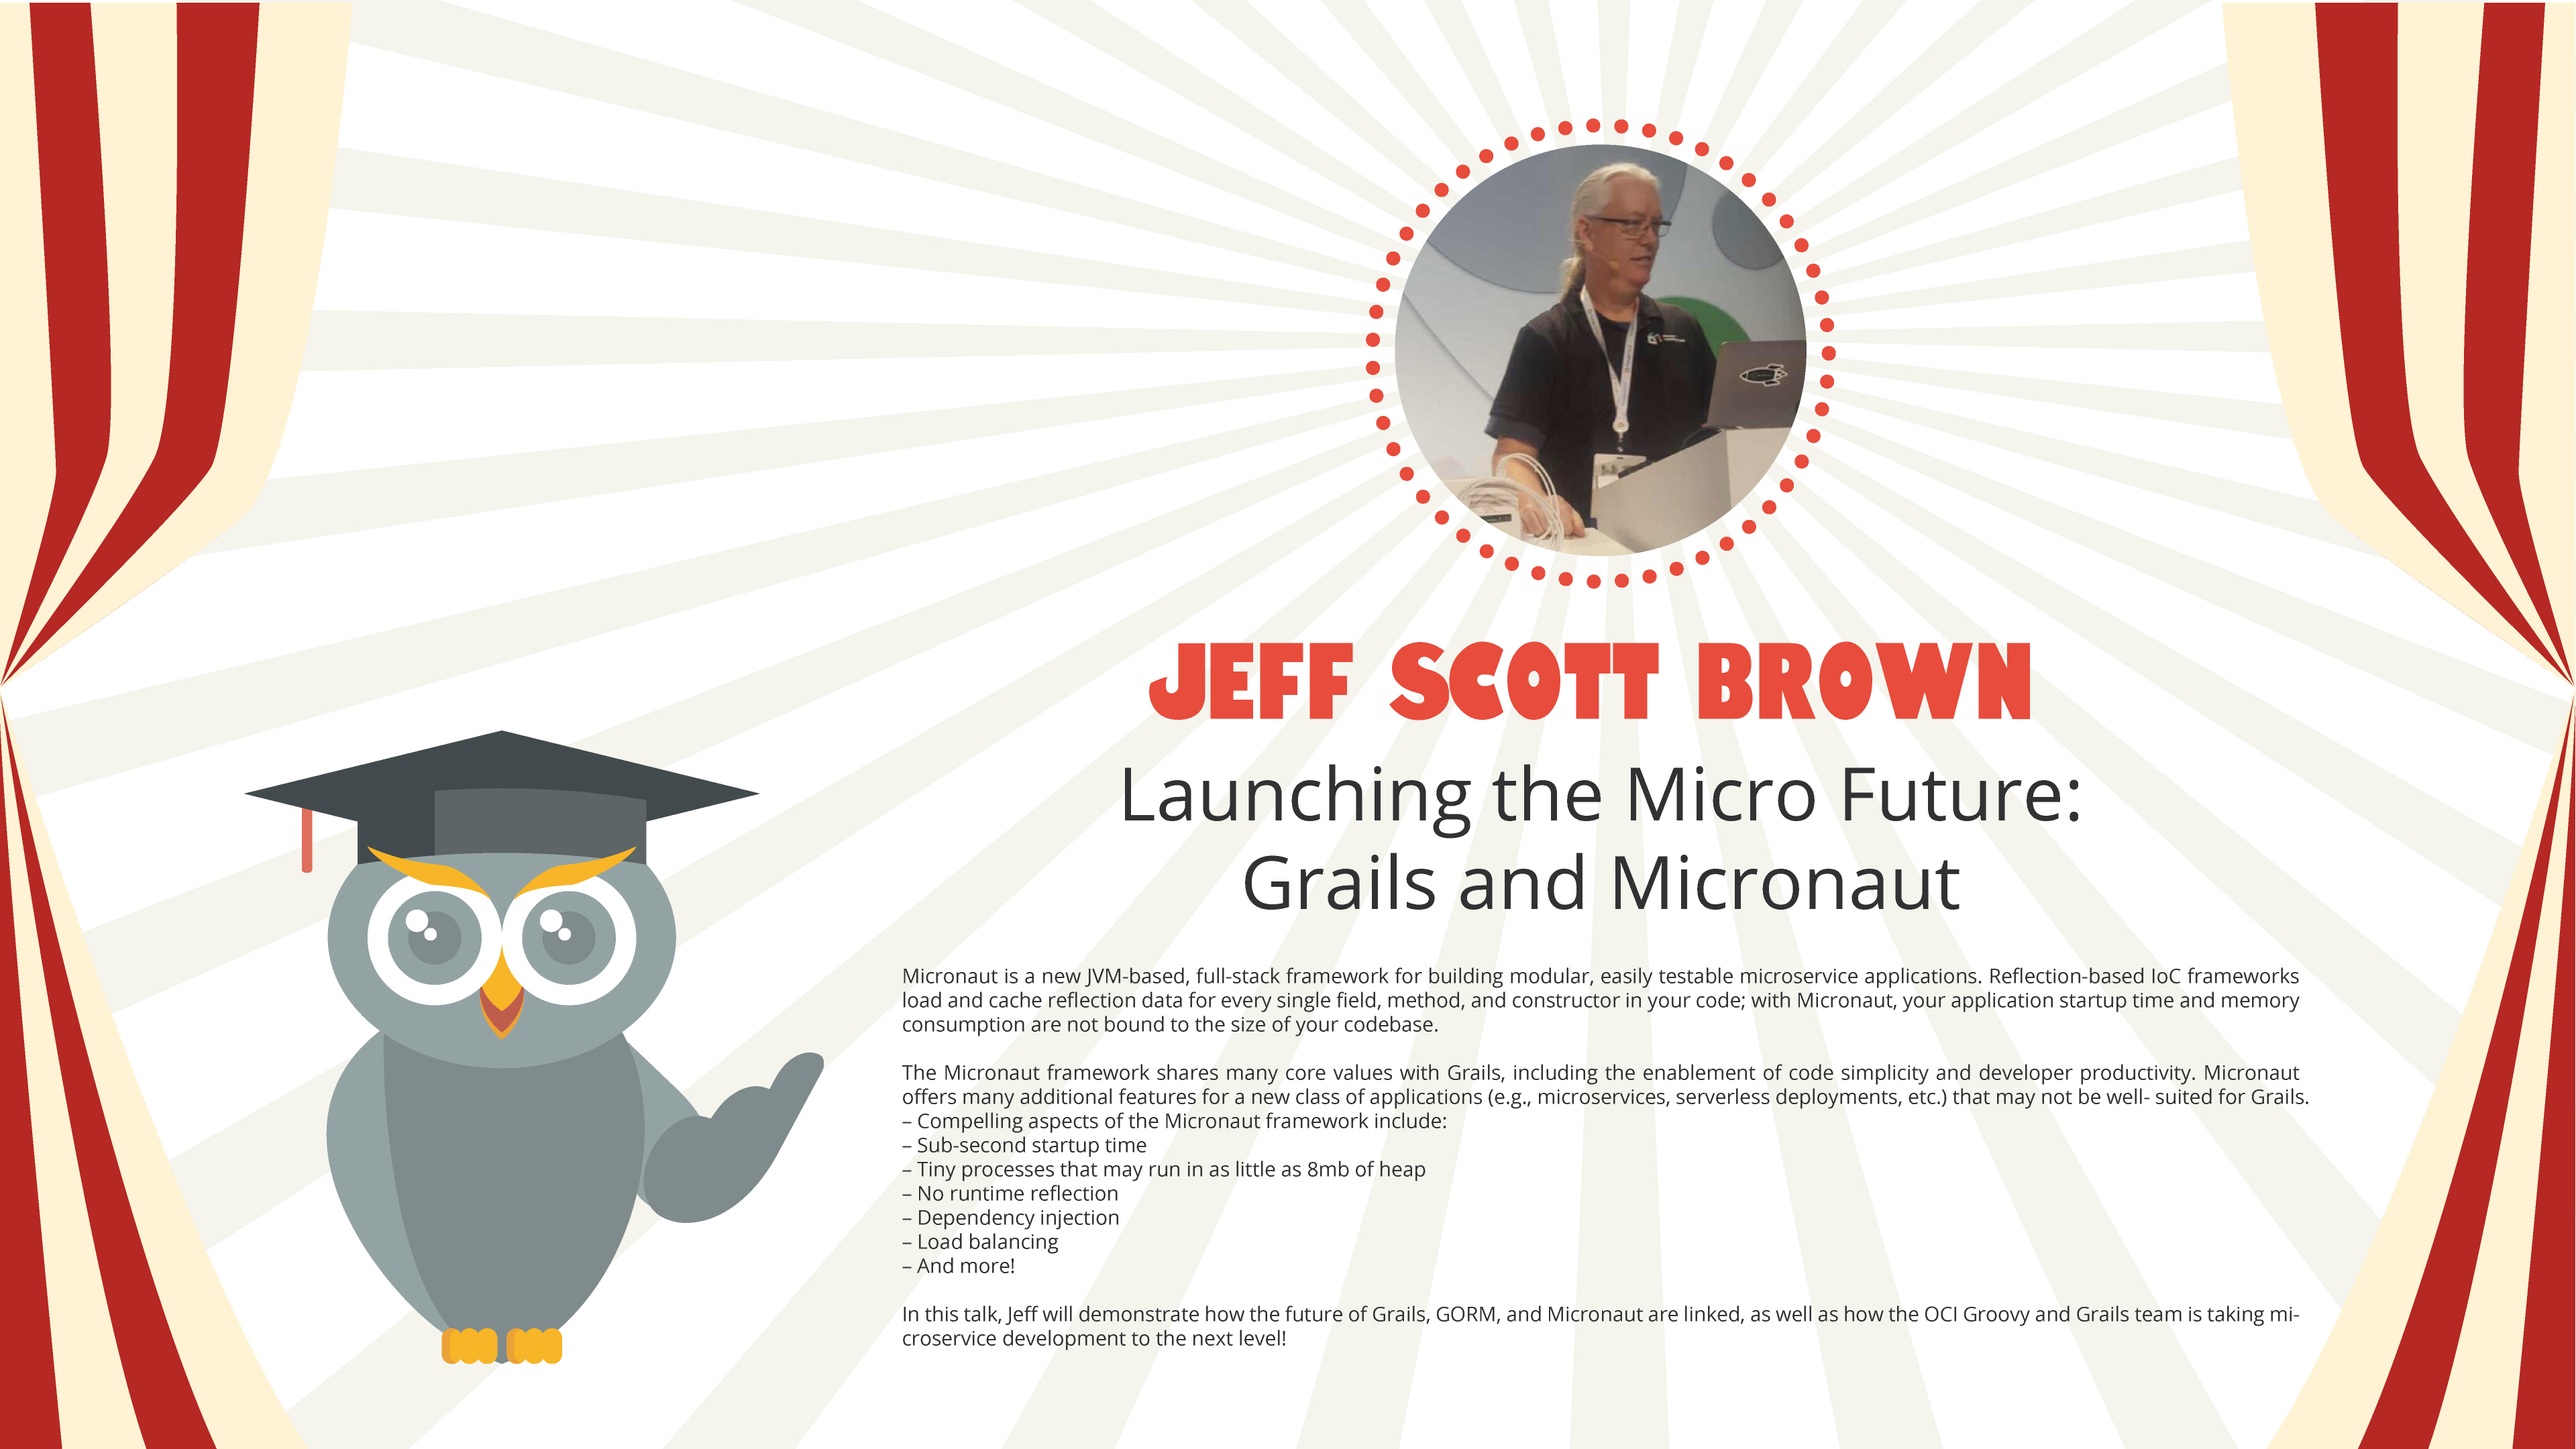 JEFF SCOTT BROWN
Launching the Micro Future:
Grails and Micronaut
Micronaut is a new JVM-based, full-stack framework for building modular, easily testable microservice applications. Reflection-based IoC frameworks
load and cache reflection data for every single field, method, and constructor in your code; with Micronaut, your application startup time and memory
consumption are not bound to the size of your codebase.
The Micronaut framework shares many core values with Grails, including the enablement of code simplicity and developer productivity. Micronaut
offers many additional features for a new class of applications (e.g., microservices, serverless deployments, etc.) that may not be well- suited for Grails.
– Compelling aspects of the Micronaut framework include:
– Sub-second startup time
– Tiny processes that may run in as little as 8mb of heap
– No runtime reflection
– Dependency injection
– Load balancing
– And more!
In this talk, Jeff will demonstrate how the future of Grails, GORM, and Micronaut are linked, as well as how the OCI Groovy and Grails team is taking mi-
croservice development to the next level!